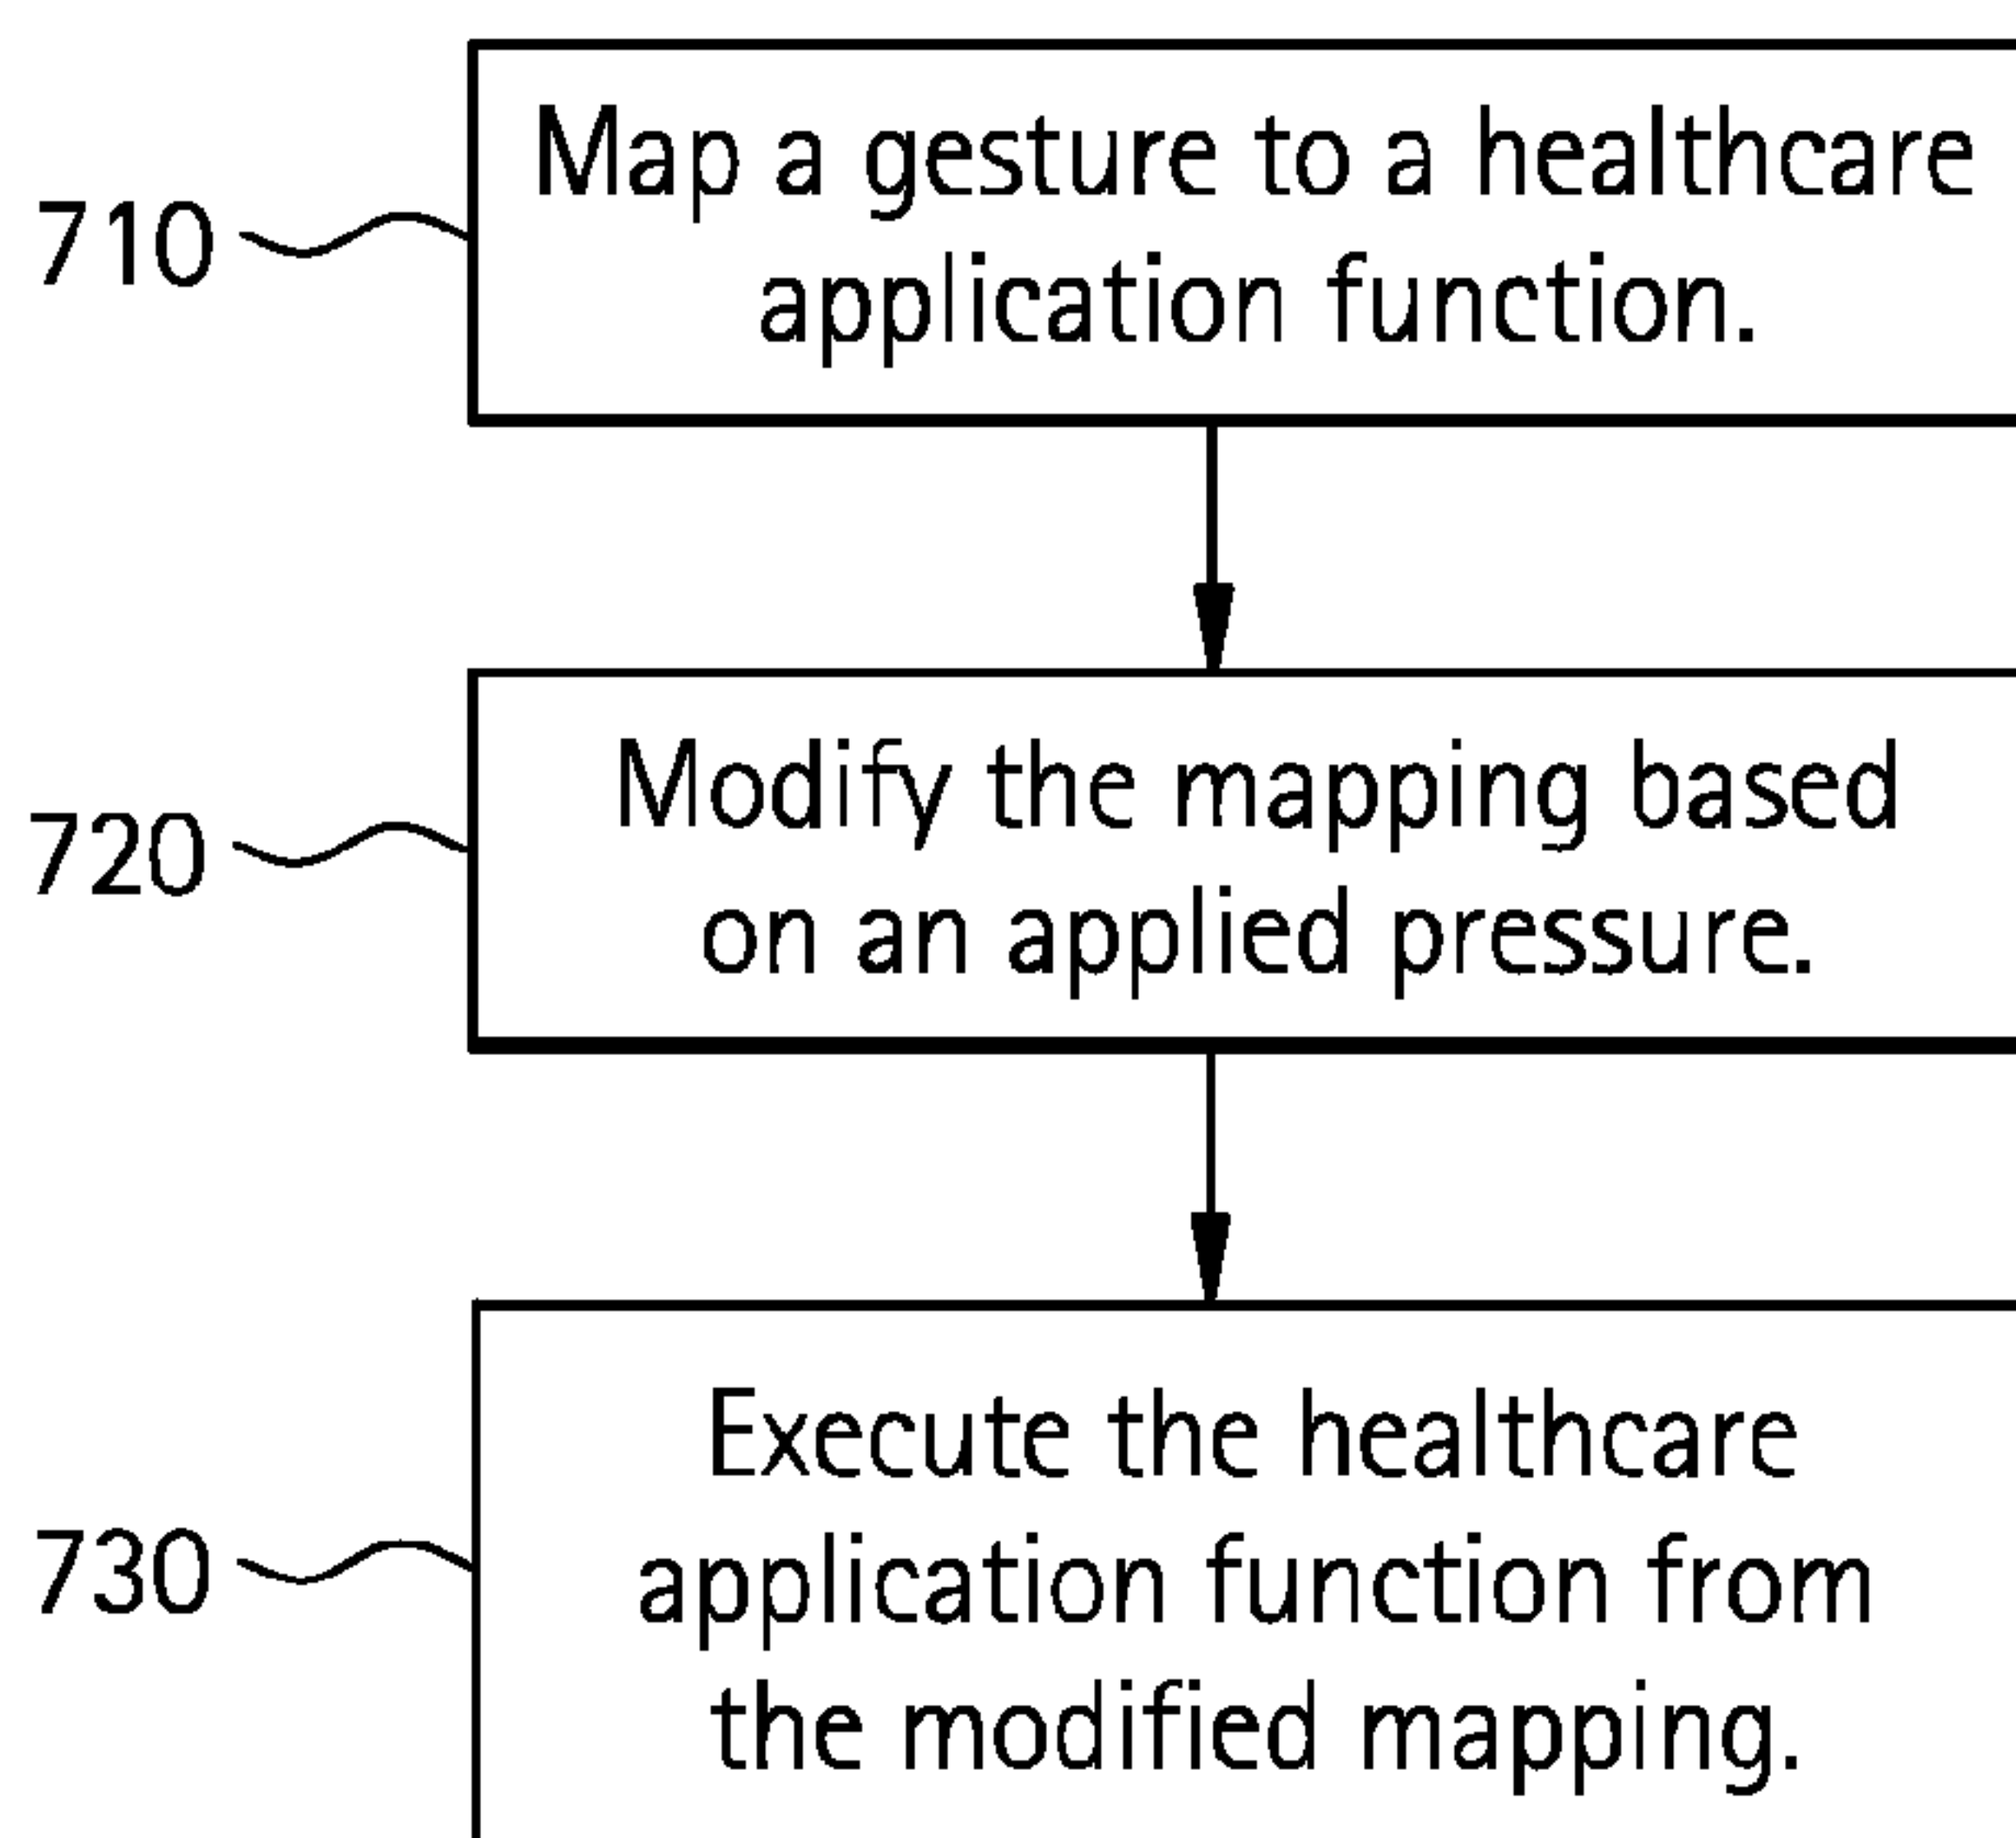 710
Map a gesture to a healthcare
application function.
720
Modify the mapping based
on an applied pressure.
730
Execute the healthcare
application function from
the modified mapping.